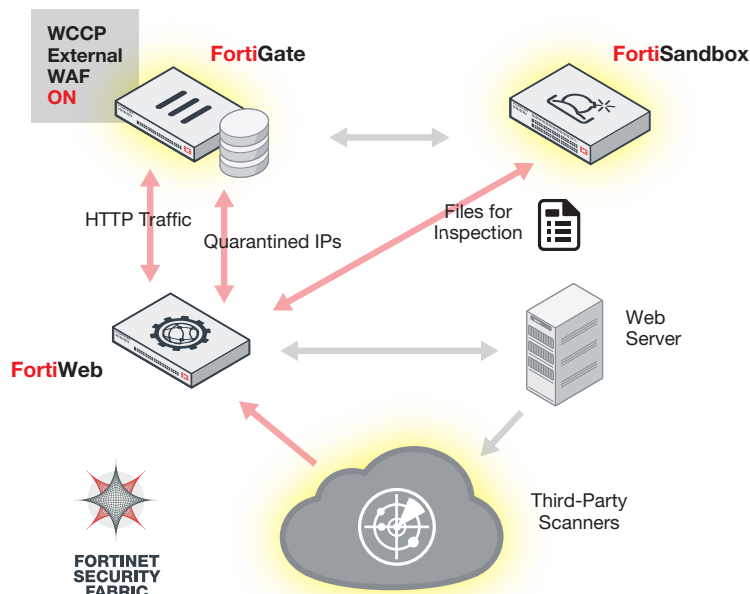 WCCP
External
WAF
ON
FortiGate
FortiSandbox
HTTP Traffic
Quarantined IPs
Files for
Inspection
Web
Server
FortiWeb
Third-Party
Scanners
FORTINET
SECURITY
FABRIC